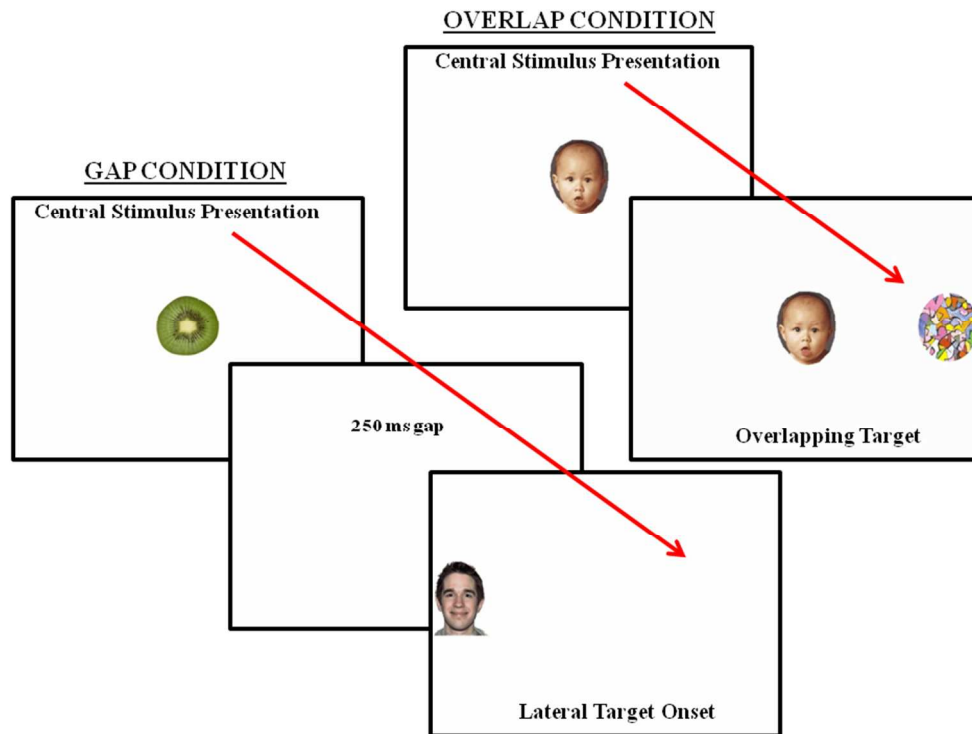 OVERLAP CONDITION
Central Stimulus Presentation
GAP CONDITION
Central Stimulus Presentation
Overlapping Target
250 ms gap
Lateral Target Onset